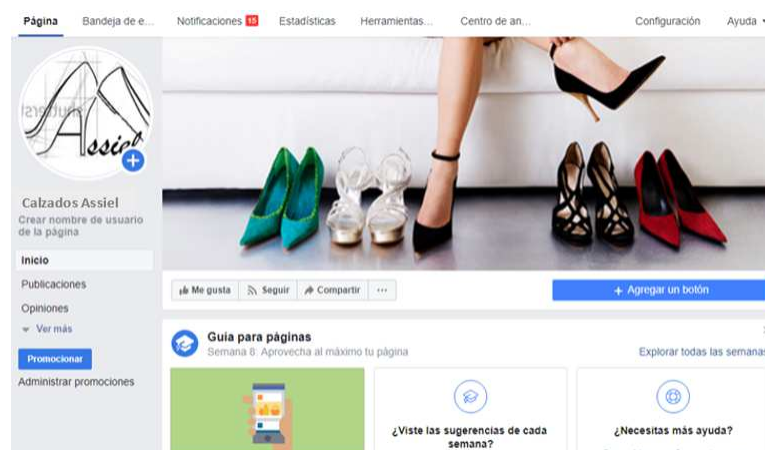 Página
Bandeja de e...
Notificaciones 15
Estadísticas
Herramientas...
Centro de an...
Configuración
Ayuda
Assiel
Calzados Assiel
Crear nombre de usuario
de la página
Inicio
Publicaciones
Opiniones
Ver más
Promocionar
Administrar promociones
Me gusta
Seguir
Compartir
...
+ Agregar un botón
Guía para páginas
Semana 8: Aprovecha al máximo tu página
Explorar todas las semanas
¿Viste las sugerencias de cada
semana?
¿Necesitas más ayuda?